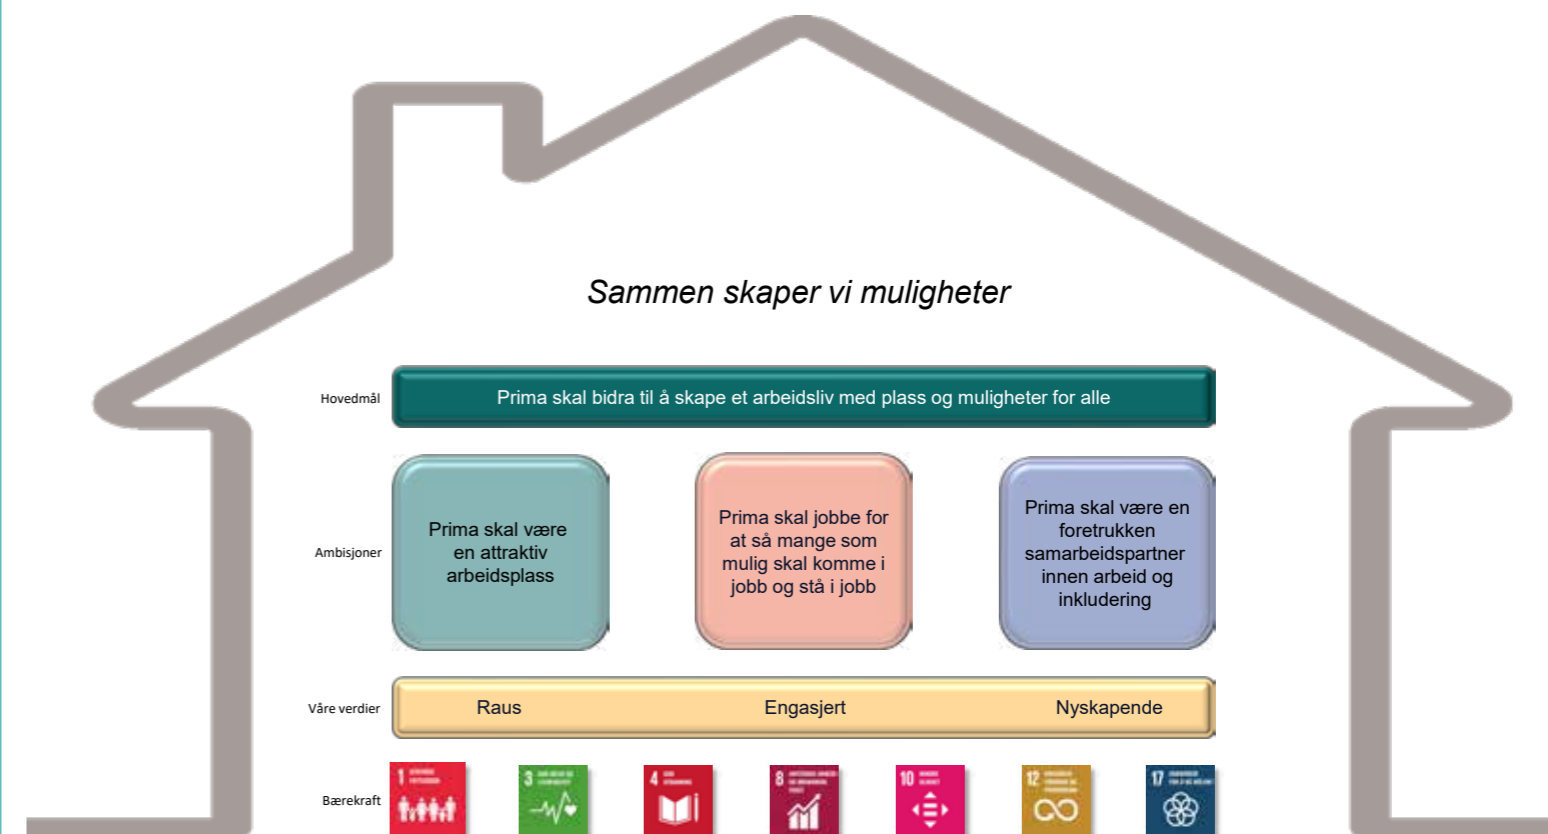 Sammen skaper vi muligheter
Hovedmål
Prima skal bidra til å skape et arbeidsliv med plass og muligheter for alle
Ambisjoner
Prima skal være
en attraktiv
arbeidsplass
Prima skal jobbe for
at så mange som
mulig skal komme i
jobb og stå i jobb
Prima skal være en
foretrukken
samarbeidspartner
innen arbeid og
inkludering
Våre verdier
Raus
Engasjert
Nyskapende
Bærekraft
1
3
4
8
10
12
17